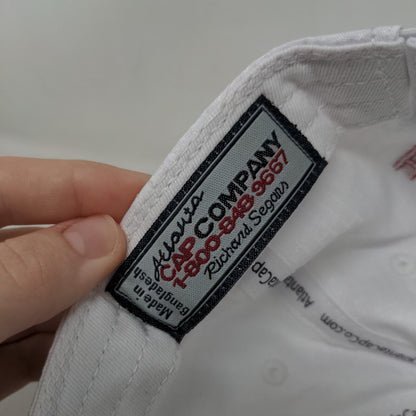 Atlanta
CAP COMPANY
1-800-848-9667
Richard Segars
Made in
Bangladesh